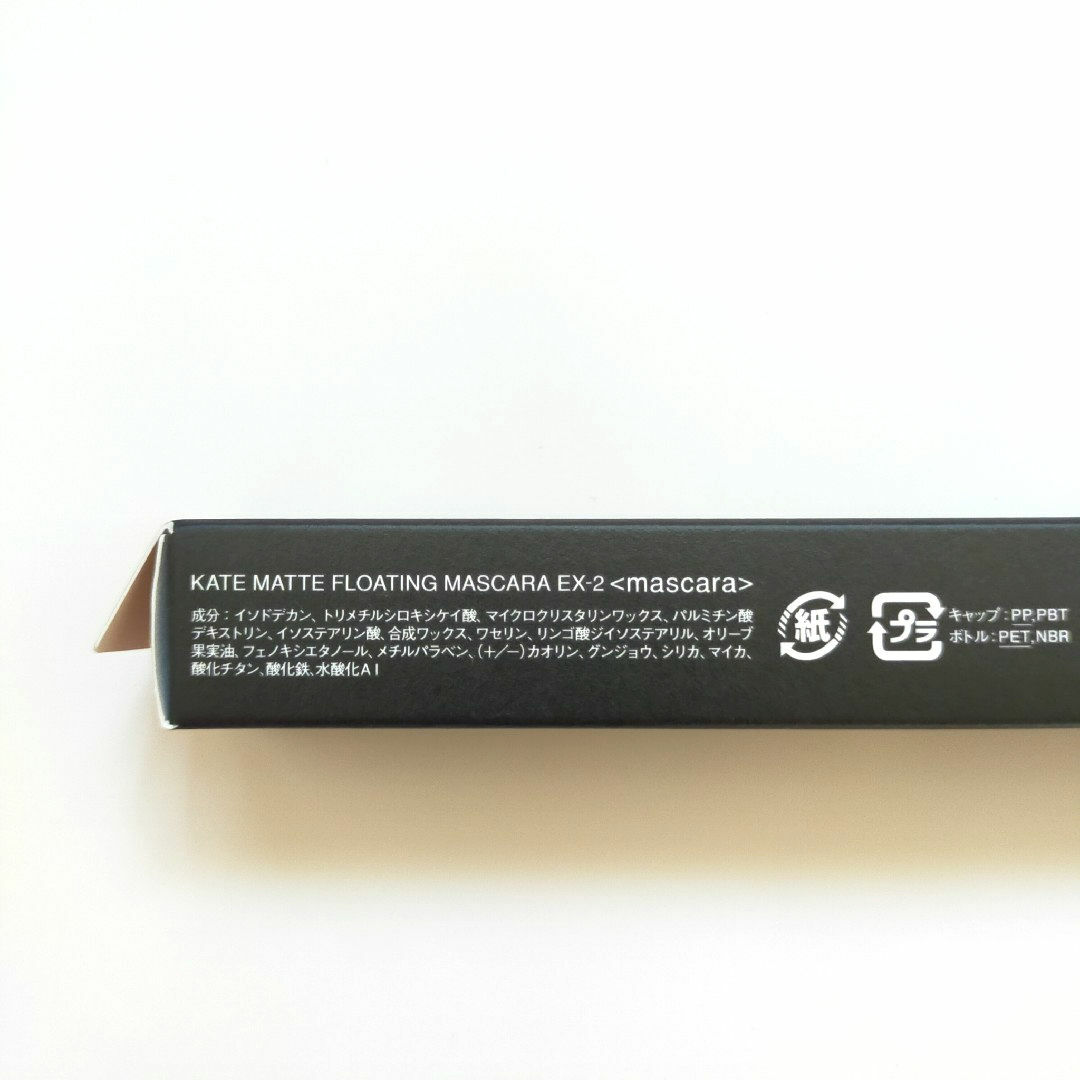 KATE MATTE FLOATING MASCARA EX-2 <mascara>
成分：イソドデカン、トリメチルシロキシケイ酸、マイクロクリスタリンワックス、パルミチン酸
デキストリン、イソステアリン酸、合成ワックス、ワセリン、リンゴ酸ジイソステアリル、オリーブ
果実油、フェノキシエタノール、メチルパラベン、（＋/－）カオリン、グンジョウ、シリカ、マイカ、
酸化チタン、酸化鉄、水酸化Al
紙
プラ
キャップ：PP,PBT
ボトル：PET,NBR